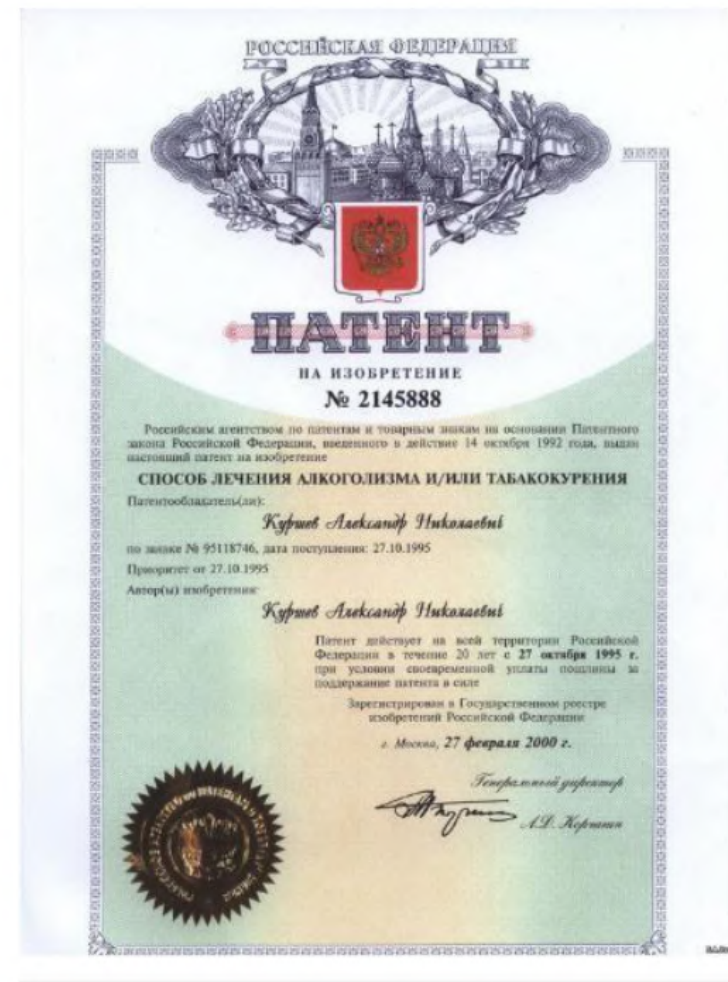 РОССИЙСКАЯ ФЕДЕРАЦИЯ
ПАТЕНТ
НА ИЗОБРЕТЕНИЕ
№ 2145888
Российским агентством по патентам и товарным знакам на основании Патентного
закона Российской Федерации, введенного в действие 14 октября 1992 года, выдан
настоящий патент на изобретение
СПОСОБ ЛЕЧЕНИЯ АЛКОГОЛИЗМА И/ИЛИ ТАБАКОКУРЕНИЯ
Патентообладатель(ли):
Куршев Александр Николаевич
по заявке № 95118746, дата поступления: 27.10.1995
Приоритет от 27.10.1995
Автор(ы) изобретения:
Куршев Александр Николаевич
Патент действует на всей территории Российской
Федерации в течение 20 лет с 27 октября 1995 г.
при условии своевременной уплаты пошлины за
поддержание патента в силе
Зарегистрирован в Государственном реестре
изобретений Российской Федерации
г. Москва, 27 февраля 2000 г.
Генеральный директор
А.Д. Корчагин